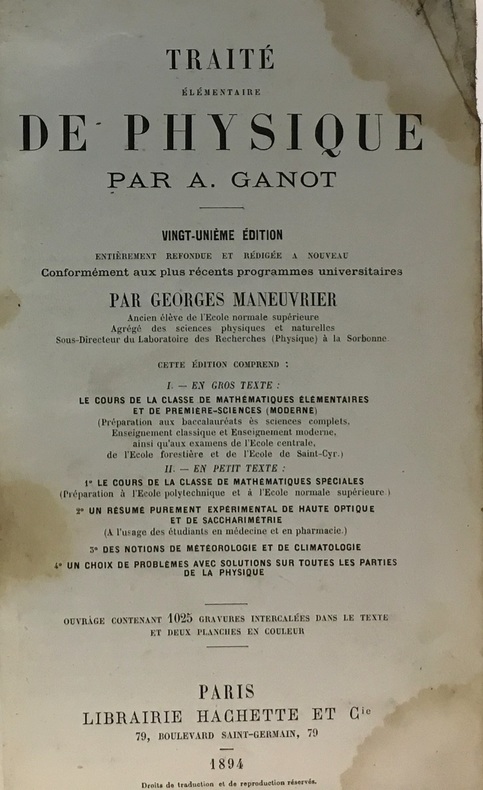 TRAITÉ
ÉLÉMENTAIRE
DE PHYSIQUE
PAR A. GANOT
VINGT-UNIÈME ÉDITION
ENTIÈREMENT REFONDUE ET RÉDIGÉE A NOUVEAU
Conformément aux plus récents programmes universitaires
PAR GEORGES MANEUVRIER
Ancien élève de l'Ecole normale supérieure
Agrégé des sciences physiques et naturelles
Sous-Directeur du Laboratoire des Recherches (Physique) à la Sorbonne
CETTE ÉDITION COMPREND :
I. — EN GROS TEXTE :
LE COURS DE LA CLASSE DE MATHÉMATIQUES ÉLÉMENTAIRES
ET DE PREMIÈRE-SCIENCES (MODERNE)
(Préparation aux baccalauréats ès sciences complets,
Enseignement classique et Enseignement moderne,
ainsi qu'aux examens de l'Ecole centrale,
de l'Ecole forestière et de l'Ecole de Saint-Cyr.)
II. — EN PETIT TEXTE :
1° LE COURS DE LA CLASSE DE MATHÉMATIQUES SPÉCIALES
(Préparation à l'Ecole polytechnique et à l'Ecole normale supérieure)
2° UN RÉSUMÉ PUREMENT EXPÉRIMENTAL DE HAUTE OPTIQUE
ET DE SACCHARIMÉTRIE
(A l'usage des étudiants en médecine et en pharmacie.)
3° DES NOTIONS DE MÉTÉOROLOGIE ET DE CLIMATOLOGIE
4° UN CHOIX DE PROBLÈMES AVEC SOLUTIONS SUR TOUTES LES PARTIES
DE LA PHYSIQUE
OUVRAGE CONTENANT 1025 GRAVURES INTERCALÉES DANS LE TEXTE
ET DEUX PLANCHES EN COULEUR
PARIS
LIBRAIRIE HACHETTE ET Cie
79, BOULEVARD SAINT-GERMAIN, 79
1894
Droits de traduction et de reproduction réservés.